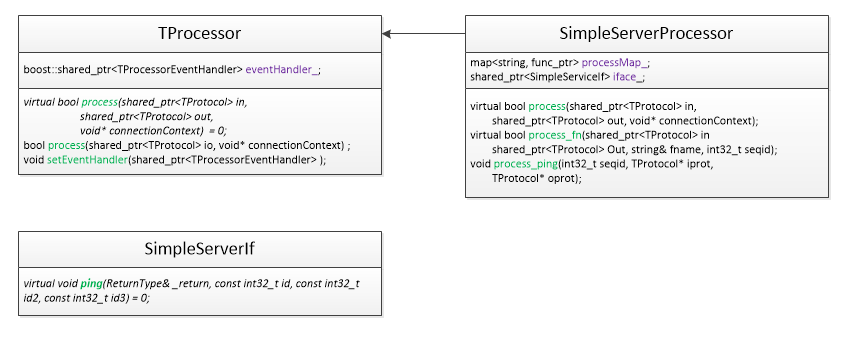 TProcessor
boost::shared_ptr<TProcessorEventHandler> eventHandler_;
virtual bool process(shared_ptr<TProtocol> in,
shared_ptr<TProtocol> out,
void* connectionContext) = 0;
bool process(shared_ptr<TProtocol> io, void* connectionContext) ;
void setEventHandler(shared_ptr<TProcessorEventHandler> );
SimpleServerProcessor
map<string, func_ptr> processMap_;
shared_ptr<SimpleServiceIf> iface_;
virtual bool process(shared_ptr<TProtocol> in,
shared_ptr<TProtocol> out, void* connectionContext);
virtual bool process_fn(shared_ptr<TProtocol> in
shared_ptr<TProtocol> Out, string& fname, int32_t seqid);
void process_ping(int32_t seqid, TProtocol* iprot,
TProtocol* oprot);
SimpleServerIf
virtual void ping(ReturnType& _return, const int32_t id, const int32_t
id2, const int32_t id3) = 0;